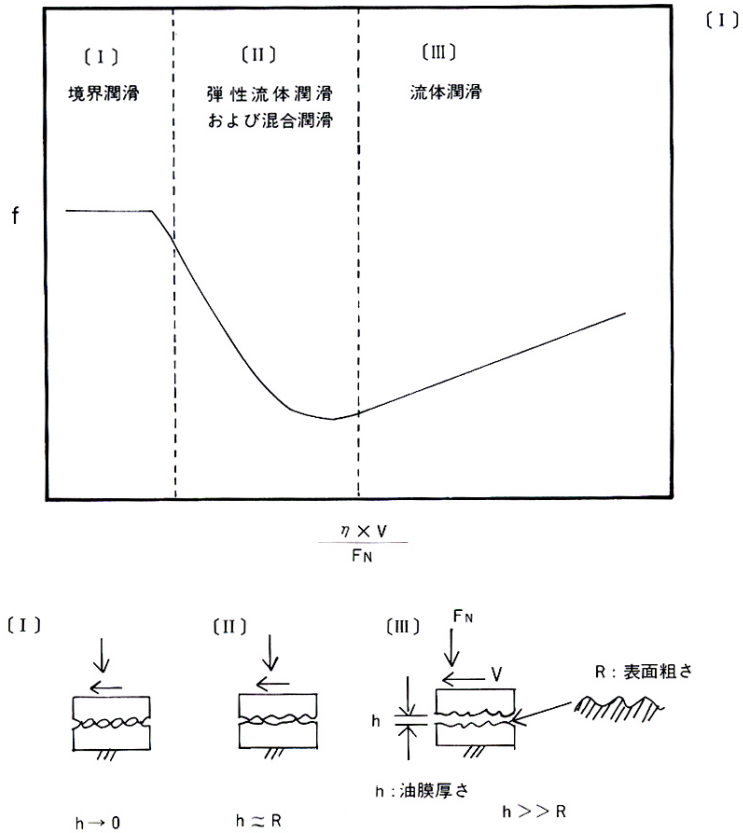 〔Ⅰ〕
〔Ⅰ〕
境界潤滑
〔Ⅱ〕
弾性流体潤滑
および混合潤滑
〔Ⅲ〕
流体潤滑
f
η×V
FN
〔Ⅰ〕
h→0
〔Ⅱ〕
h≈R
〔Ⅲ〕
FN
V
h
R：表面粗さ
h：油膜厚さ
h>>R